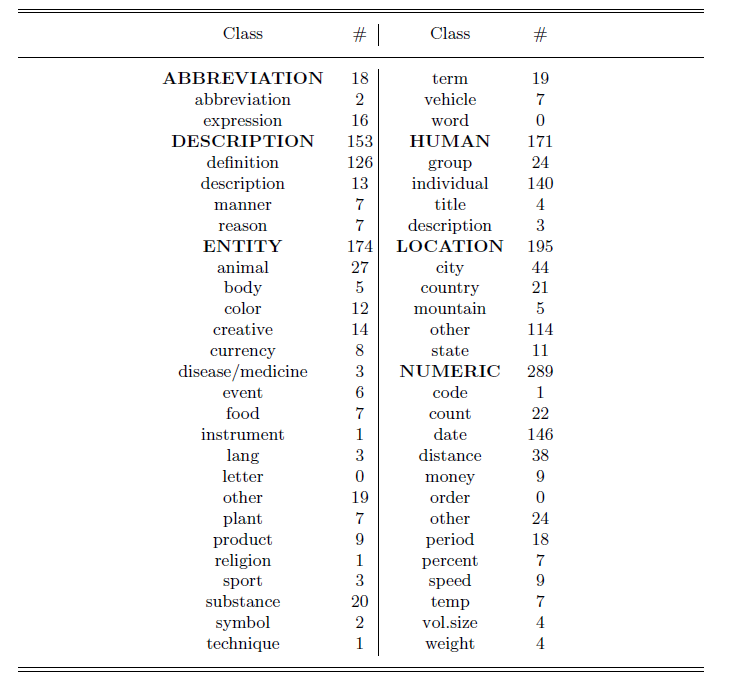 Class # Class #
ABBREVIATION 18 term 19
abbreviation 2 vehicle 7
expression 16 word 0
DESCRIPTION 153 HUMAN 171
definition 126 group 24
description 13 individual 140
manner 7 title 4
reason 7 description 3
ENTITY 174 LOCATION 195
animal 27 city 44
body 5 country 21
color 12 mountain 5
creative 14 other 114
currency 8 state 11
disease/medicine 3 NUMERIC 289
event 6 code 1
food 7 count 22
instrument 1 date 146
lang 3 distance 38
letter 0 money 9
other 19 order 0
plant 7 other 24
product 9 period 18
religion 1 percent 7
sport 3 speed 9
substance 20 temp 7
symbol 2 vol.size 4
technique 1 weight 4